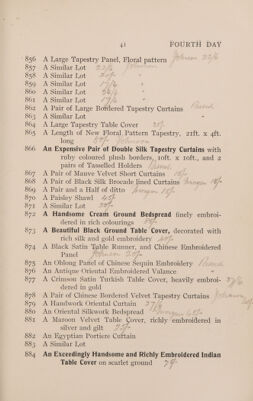 41 FOURTH DAY
856 A Large Tapestry Panel, Floral pattern
857 A Similar Lot
858 A Similar Lot
859 A Similar Lot
860 A Similar Lot
861 A Similar Lot
862 A Pair of Large Bordered Tapestry Curtains
863 A Similar Lot
864 A Large Tapestry Table Cover
865 A Length of New Floral Pattern Tapestry, 21ft. x 4ft.
long
866 An Expensive Pair of Double Silk Tapestry Curtains with
ruby coloured plush borders, 10ft. x 10ft., and 2
pairs of Tasselled Holders
867 A Pair of Mauve Velvet Short Curtains
868 A Pair of Black Silk Brocade lined Curtains
869 A Pair and a Half of ditto
870 A Paisley Shawl
871 A Similar Lot
872 A Handsome Cream Ground Bedspread finely embroi-
dered in rich colourings
873 A Beautiful Black Ground Table Cover, decorated with
rich silk and gold embroidery
874 A Black Satin Table Runner, and Chinese Embroidered
Panel
875 An Oblong Panel of Chinese Sequin Embroidery
876 An Antique Oriental Embroidered Valance
877 A Crimson Satin Turkish Table Cover, heavily embroi-
dered in gold
878 A Pair of Chinese Bordered Velvet Tapestry Curtains
879 A Handwork Oriental Curtain
880 An Oriental Silkwork Bedspread
881 A Maroon Velvet Table Cover, richly embroidered in
silver and gilt
882 An Egyptian Portiere Curtain
883 A Similar Lot
884 An Exceedingly Handsome and Richly Embroidered Indian
Table Cover on scarlet ground